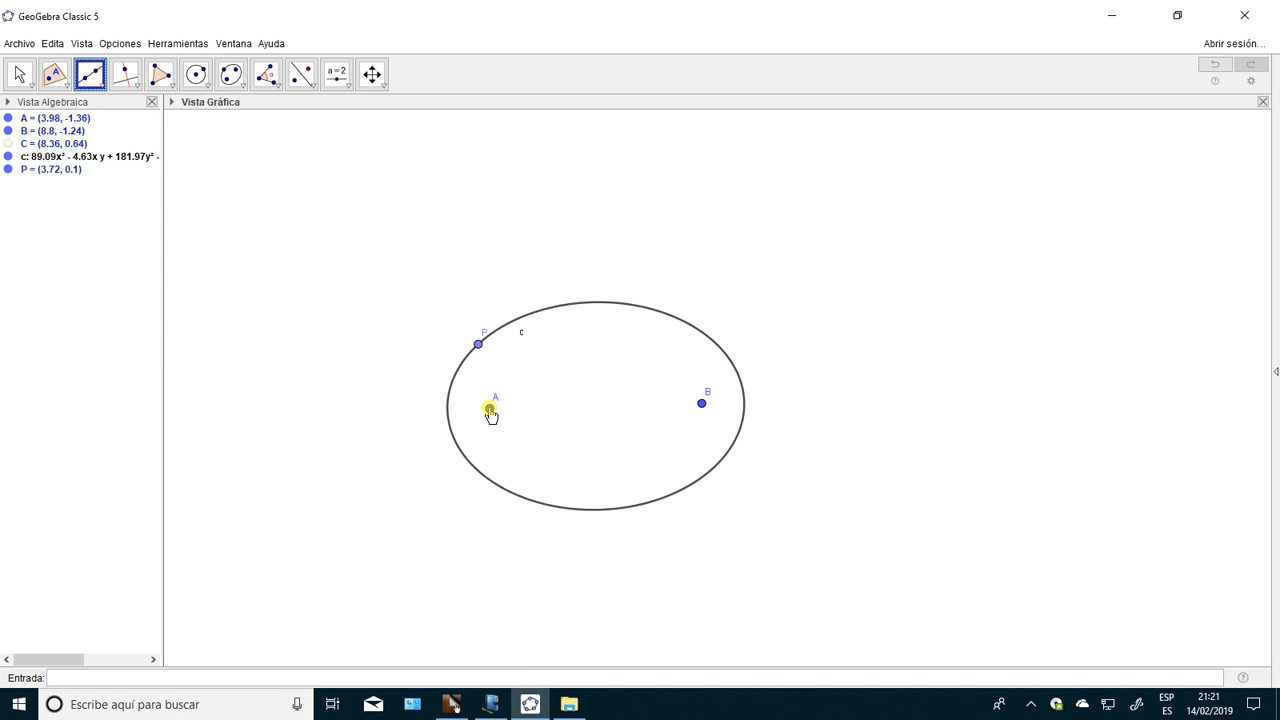 GeoGebra Classic 5
Archivo Edita Vista Opciones Herramientas Ventana Ayuda
Abrir sesión...
A
a=2
Vista Algebraica
Vista Gráfica
A = (3.98, -1.36)
B = (8.8, -1.24)
C = (8.36, 0.64)
c: 89.09x² - 4.63x y + 181.97y² -
P = (3.72, 0.1)
P
c
B
A
Entrada:
Escribe aquí para buscar
ESP
ES
21:21
14/02/2019